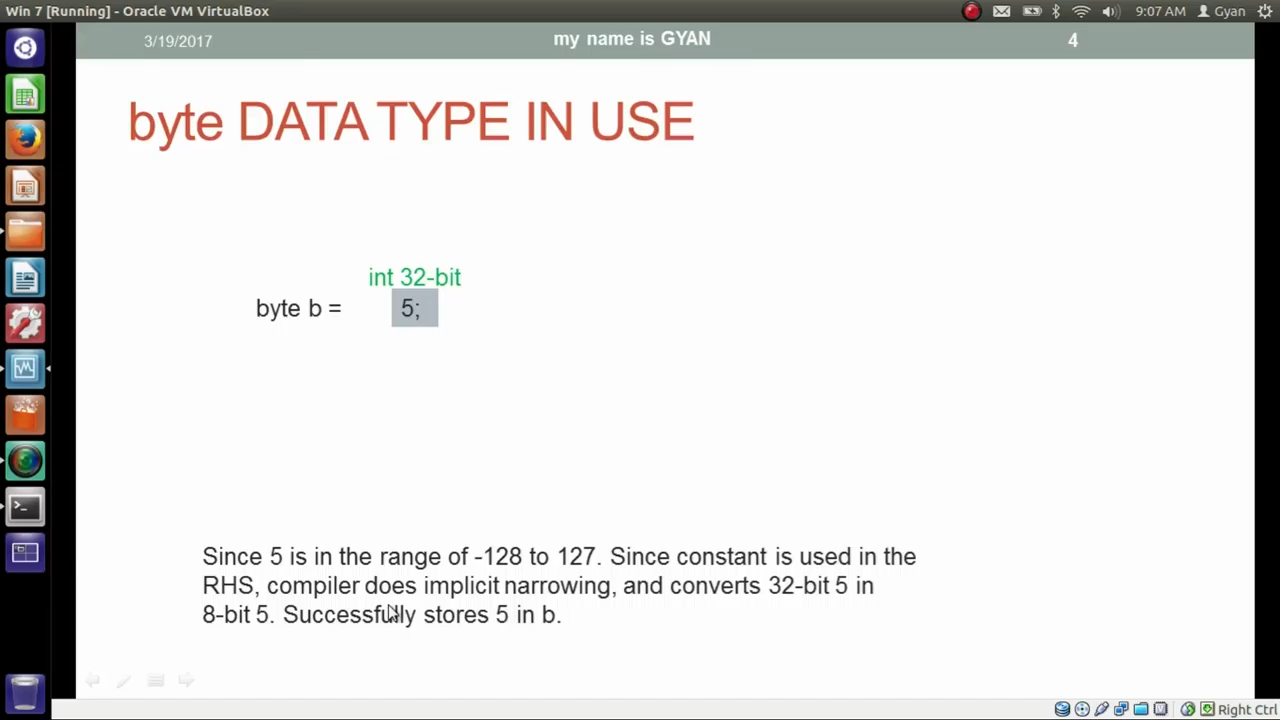 Win 7 [Running] - Oracle VM VirtualBox
9:07 AM
Gyan
3/19/2017
my name is GYAN
4
byte DATA TYPE IN USE
int 32-bit
byte b = 5;
Since 5 is in the range of -128 to 127. Since constant is used in the
RHS, compiler does implicit narrowing, and converts 32-bit 5 in
8-bit 5. Successfully stores 5 in b.
Right Ctrl